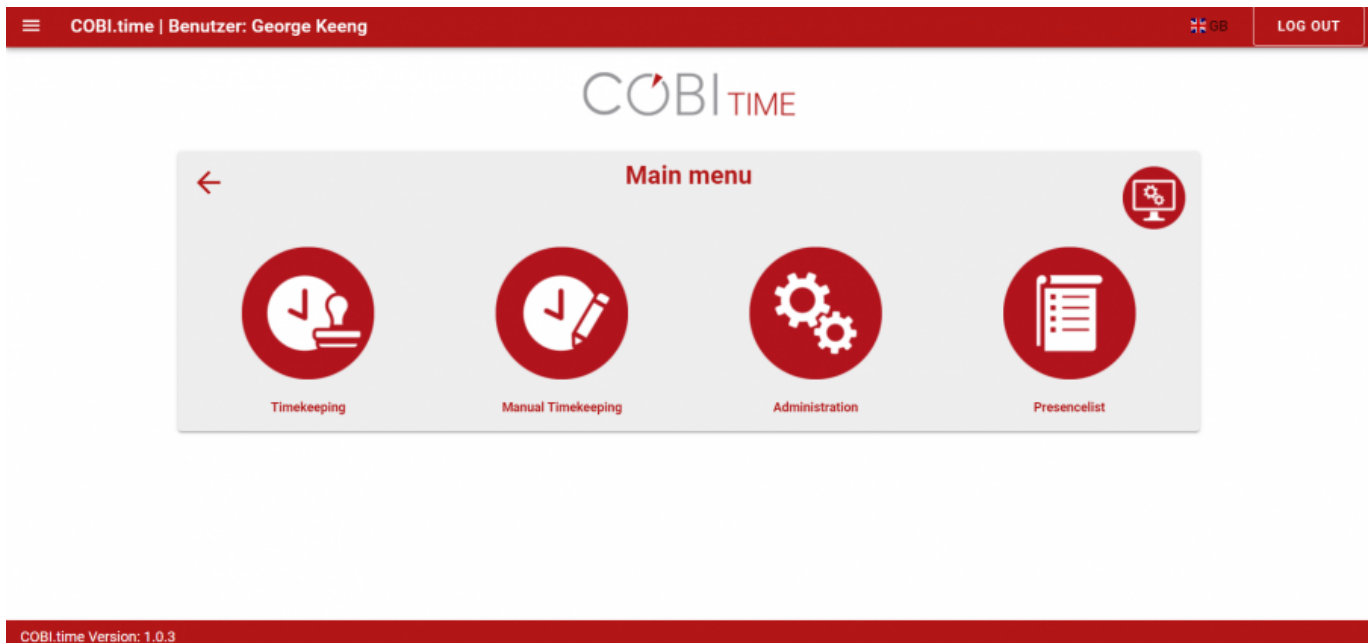 COBI.time | Benutzer: George Keeng
GB
LOG OUT
COBI TIME
Main menu
Timekeeping
Manual Timekeeping
Administration
Presencelist
COBI.time Version: 1.0.3